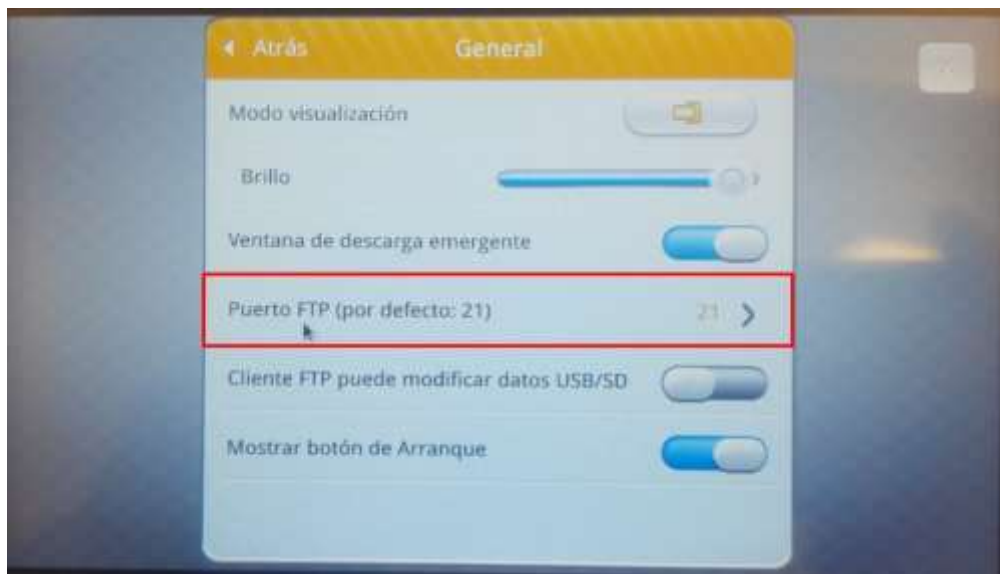 Atrás
General
Modo visualización
Brillo
Ventana de descarga emergente
Puerto FTP (por defecto: 21)
21
Cliente FTP puede modificar datos USB/SD
Mostrar botón de Arranque